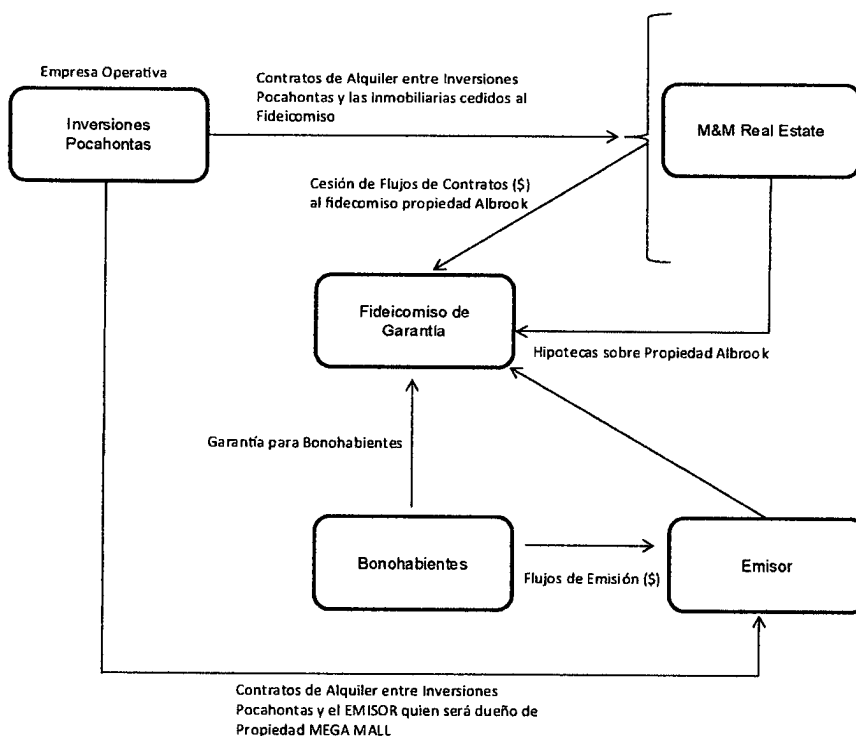 Empresa Operativa
Inversiones
Pocahontas
Contratos de Alquiler entre Inversiones
Pocahontas y las inmobiliarias cedidos al
Fideicomiso
M&M Real Estate
Cesión de Flujos de Contratos ($)
al fidecomiso propiedad Albrook
Fideicomiso de
Garantía
Hipotecas sobre Propiedad Albrook
Garantía para Bonohabientes
Bonohabientes
Flujos de Emisión ($)
Emisor
Contratos de Alquiler entre Inversiones
Pocahontas y el EMISOR quien será dueño de
Propiedad MEGA MALL